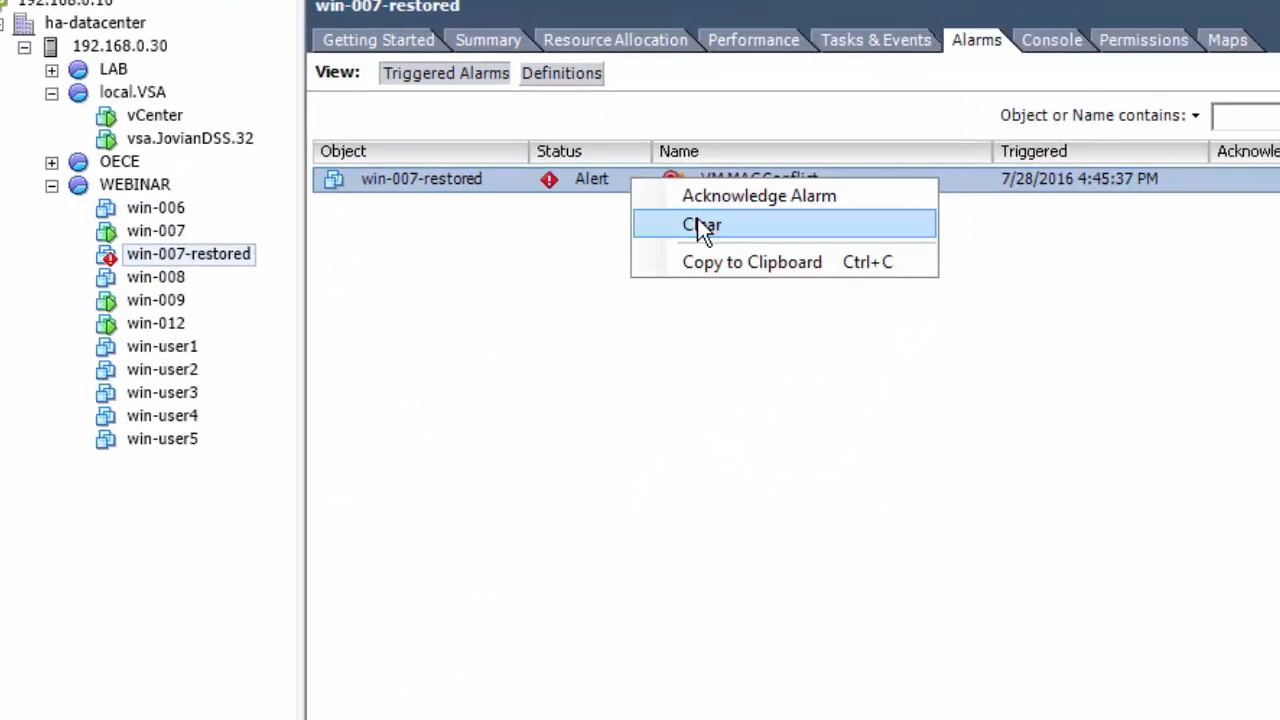 192.168.0.10
ha-datacenter
192.168.0.30
LAB
local.VSA
vCenter
vsa.JovianDSS.32
OECE
WEBINAR
win-006
win-007
win-007-restored
win-008
win-009
win-012
win-user1
win-user2
win-user3
win-user4
win-user5
win-007-restored
Getting Started Summary Resource Allocation Performance Tasks & Events Alarms Console Permissions Maps
View: Triggered Alarms Definitions
Object or Name contains:
Object Status Name Triggered Acknowle
win-007-restored Alert VM MAC Conflict 7/28/2016 4:45:37 PM
Acknowledge Alarm
Clear
Copy to Clipboard Ctrl+C